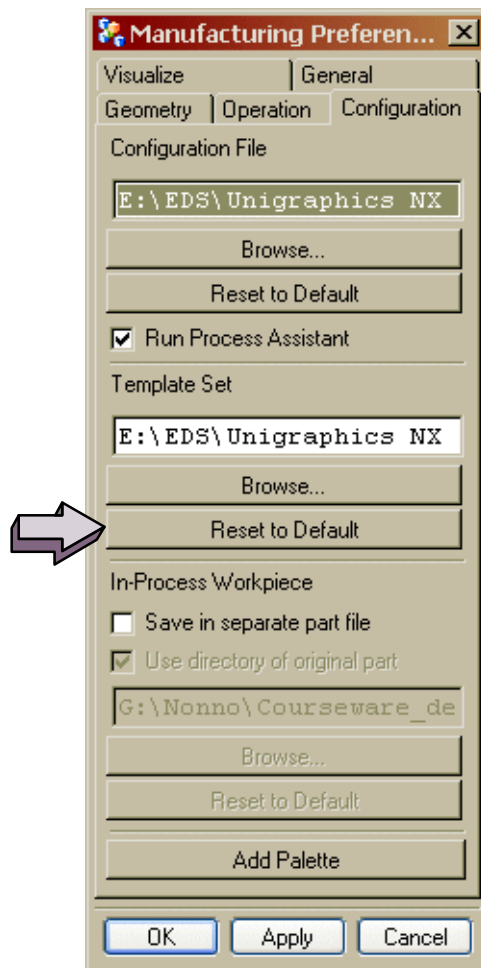 Manufacturing Preferen...
Visualize General
Geometry Operation Configuration
Configuration File
E:\EDS\Unigraphics NX
Browse...
Reset to Default
Run Process Assistant
Template Set
E:\EDS\Unigraphics NX
Browse...
Reset to Default
In-Process Workpiece
Save in separate part file
Use directory of original part
G:\Nonno\Courseware_de
Browse...
Reset to Default
Add Palette
OK Apply Cancel